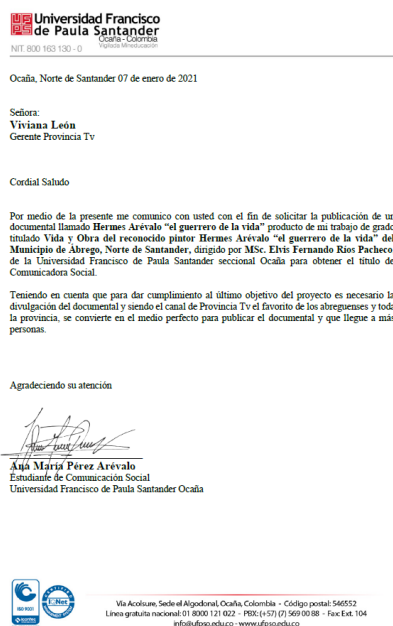 Universidad Francisco
de Paula Santander
Ocaña - Colombia
Vigilada Mineducación
NIT. 800 163 130 - 0
Ocaña, Norte de Santander 07 de enero de 2021
Señora:
Viviana León
Gerente Provincia Tv
Cordial Saludo
Por medio de la presente me comunico con usted con el fin de solicitar la publicación de un
documental llamado Hermes Arévalo “el guerrero de la vida” producto de mi trabajo de grado
titulado Vida y Obra del reconocido pintor Hermes Arévalo “el guerrero de la vida” del
Municipio de Ábrego, Norte de Santander, dirigido por MSc. Elvis Fernando Ríos Pacheco
de la Universidad Francisco de Paula Santander seccional Ocaña para obtener el título de
Comunicadora Social.
Teniendo en cuenta que para dar cumplimiento al último objetivo del proyecto es necesario la
divulgación del documental y siendo el canal de Provincia Tv el favorito de los abreguenses y toda
la provincia, se convierte en el medio perfecto para publicar el documental y que llegue a más
personas.
Agradeciendo su atención
Ana María Pérez Arévalo
Estudiante de Comunicación Social
Universidad Francisco de Paula Santander Ocaña
ISO 9001
IQNet
Vía Acolsure, Sede el Algodonal, Ocaña, Colombia - Código postal: 546552
Línea gratuita nacional: 01 8000 121 022 - PBX: (+57) (7) 569 00 88 - Fax: Ext. 104
info@ufpso.edu.co - www.ufpso.edu.co